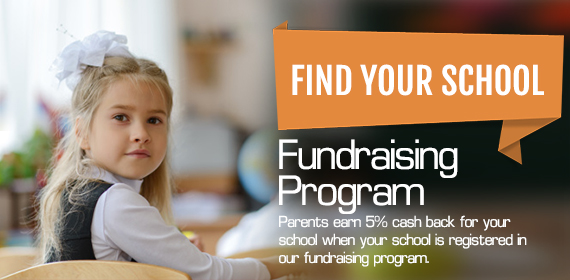 FIND YOUR SCHOOL
Fundraising
Program
Parents earn 5% cash back for your
school when your school is registered in
our fundraising program.